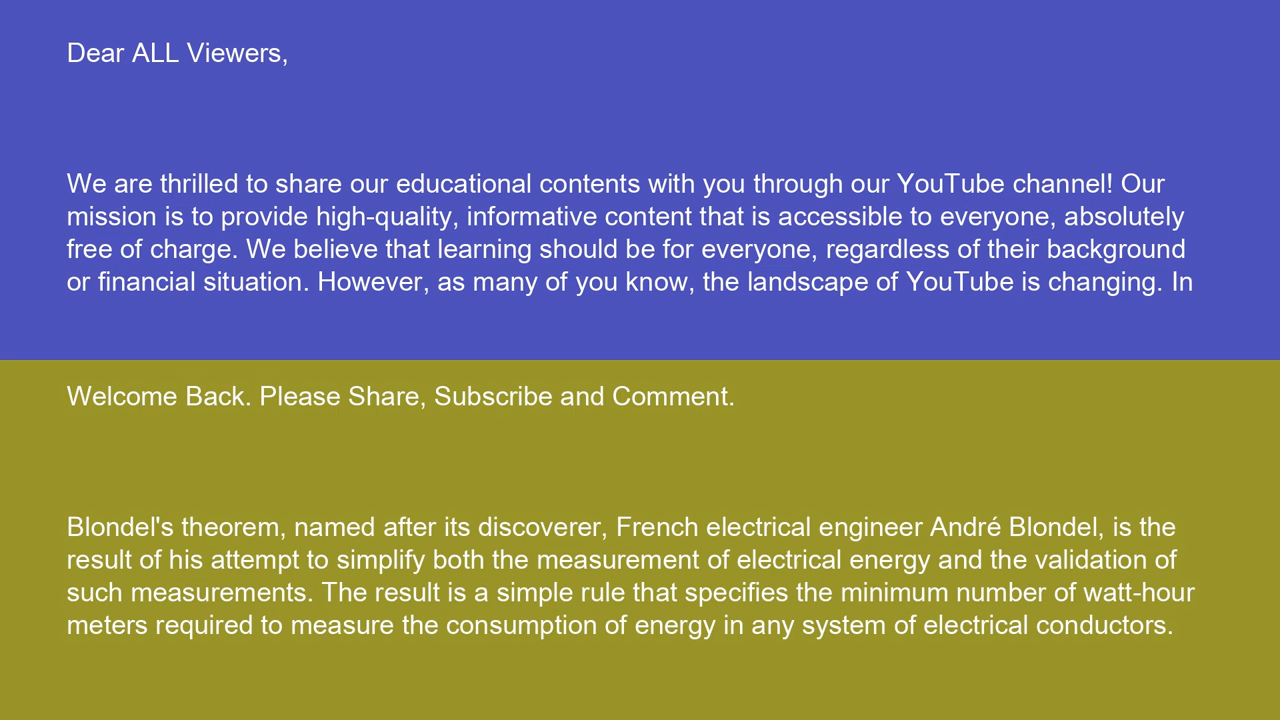 Dear ALL Viewers,
We are thrilled to share our educational contents with you through our YouTube channel! Our
mission is to provide high-quality, informative content that is accessible to everyone, absolutely
free of charge. We believe that learning should be for everyone, regardless of their background
or financial situation. However, as many of you know, the landscape of YouTube is changing. In
Welcome Back. Please Share, Subscribe and Comment.
Blondel's theorem, named after its discoverer, French electrical engineer André Blondel, is the
result of his attempt to simplify both the measurement of electrical energy and the validation of
such measurements. The result is a simple rule that specifies the minimum number of watt-hour
meters required to measure the consumption of energy in any system of electrical conductors.